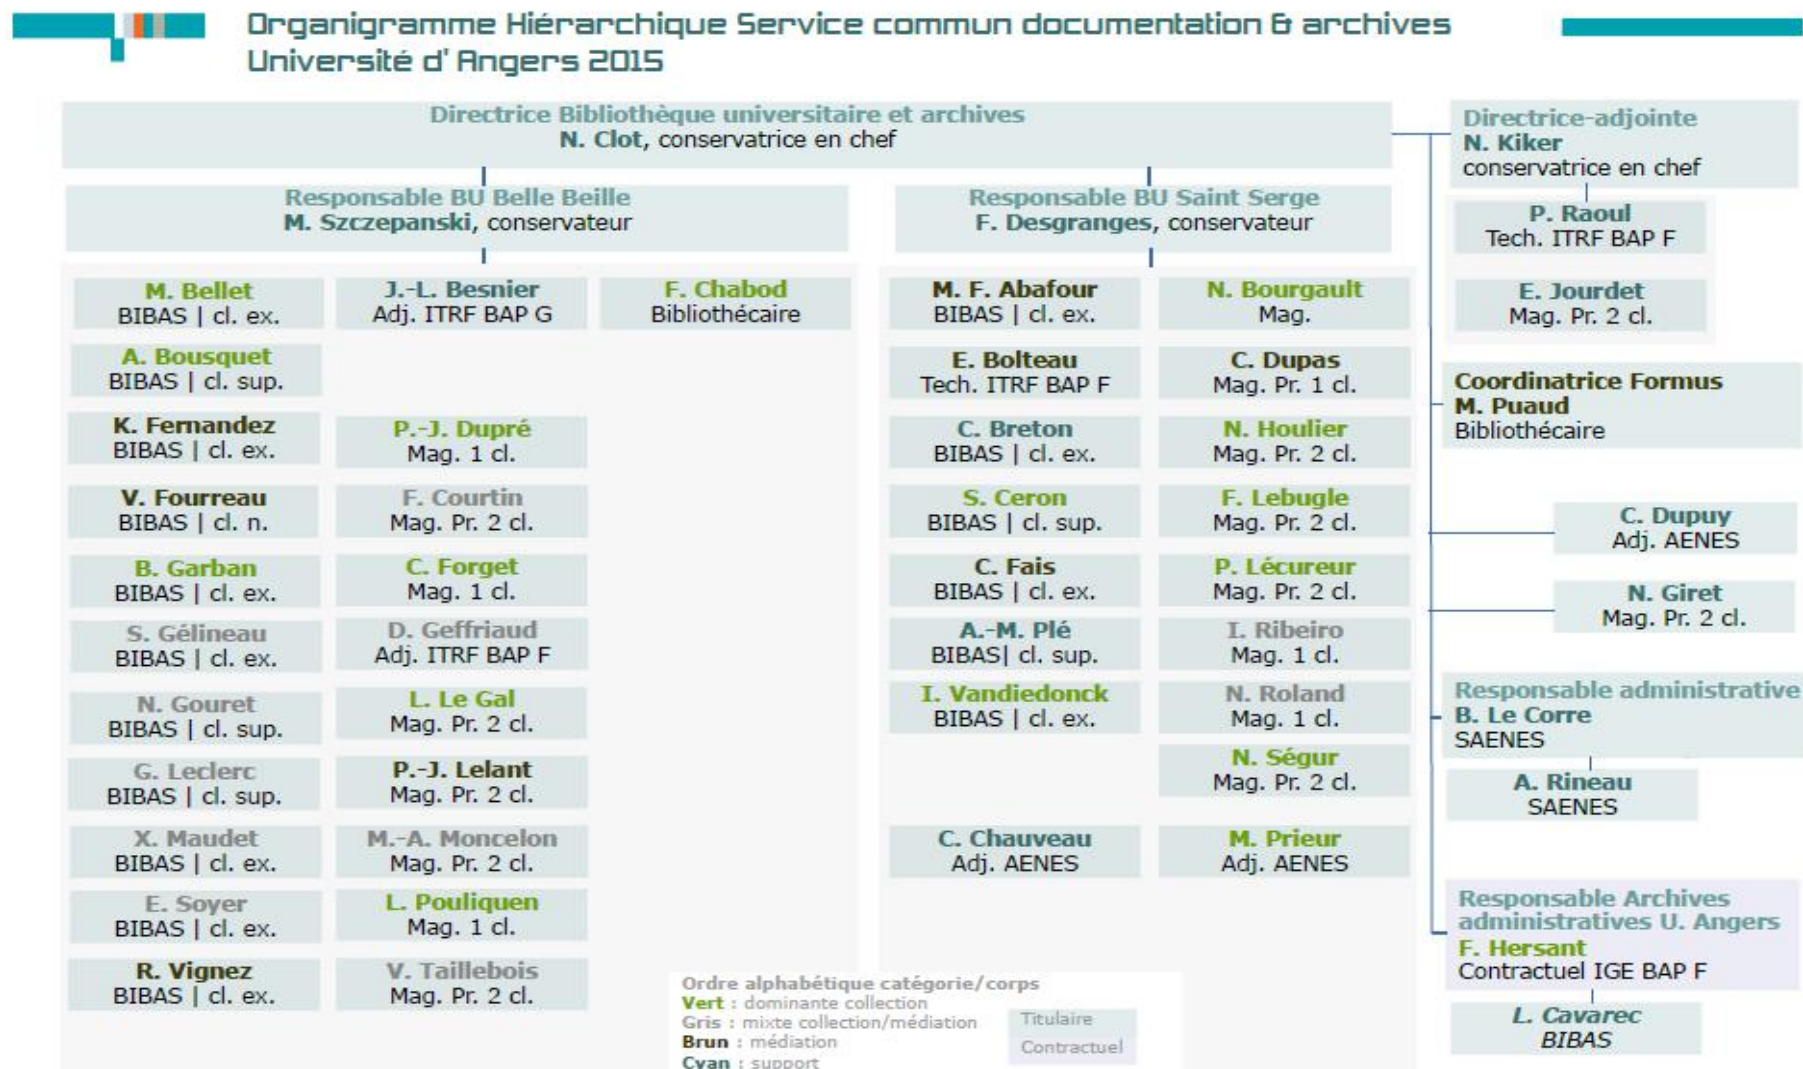 Organigramme Hiérarchique Service commun documentation & archives
Université d' Angers 2015
Directrice Bibliothèque universitaire et archives
N. Clot, conservatrice en chef
Directrice-adjointe
N. Kiker
conservatrice en chef
P. Raoul
Tech. ITRF BAP F
E. Jourdet
Mag. Pr. 2 cl.
Responsable BU Belle Beille
M. Szczepanski, conservateur
Responsable BU Saint Serge
F. Desgranges, conservateur
M. Bellet
BIBAS | cl. ex.
A. Bousquet
BIBAS | cl. sup.
K. Fernandez
BIBAS | cl. ex.
V. Fourreau
BIBAS | cl. n.
B. Garban
BIBAS | cl. ex.
S. Gélineau
BIBAS | cl. ex.
N. Gouret
BIBAS | cl. sup.
G. Leclerc
BIBAS | cl. sup.
X. Maudet
BIBAS | cl. ex.
E. Soyer
BIBAS | cl. ex.
R. Vignez
BIBAS | cl. ex.
J.-L. Besnier
Adj. ITRF BAP G
P.-J. Dupré
Mag. 1 cl.
F. Courtin
Mag. Pr. 2 cl.
C. Forget
Mag. 1 cl.
D. Geffriaud
Adj. ITRF BAP F
L. Le Gal
Mag. Pr. 2 cl.
P.-J. Lelant
Mag. Pr. 2 cl.
M.-A. Moncelon
Mag. Pr. 2 cl.
L. Pouliquen
Mag. 1 cl.
V. Taillebois
Mag. Pr. 2 cl.
F. Chabod
Bibliothécaire
M. F. Abafour
BIBAS | cl. ex.
E. Bolteau
Tech. ITRF BAP F
C. Breton
BIBAS | cl. ex.
S. Ceron
BIBAS | cl. sup.
C. Fais
BIBAS | cl. ex.
A.-M. Plé
BIBAS| cl. sup.
I. Vandiedonck
BIBAS | cl. ex.
C. Chauveau
Adj. AENES
N. Bourgault
Mag.
C. Dupas
Mag. Pr. 1 cl.
N. Houlier
Mag. Pr. 2 cl.
F. Lebugle
Mag. Pr. 2 cl.
P. Lécureur
Mag. Pr. 2 cl.
I. Ribeiro
Mag. 1 cl.
N. Roland
Mag. 1 cl.
N. Ségur
Mag. Pr. 2 cl.
M. Prieur
Adj. AENES
Coordinatrice Formus
M. Puaud
Bibliothécaire
C. Dupuy
Adj. AENES
N. Giret
Mag. Pr. 2 cl.
Responsable administrative
B. Le Corre
SAENES
A. Rineau
SAENES
Responsable Archives
administratives U. Angers
F. Hersant
Contractuel IGE BAP F
L. Cavarec
BIBAS
Ordre alphabétique catégorie/corps
Vert : dominante collection
Gris : mixte collection/médiation
Brun : médiation
Cyan : support
Titulaire
Contractuel